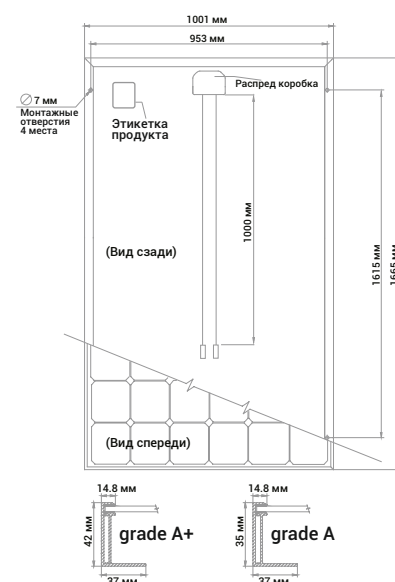 1001 мм
953 мм
Распред коробка
∅ 7 мм
Монтажные
отверстия
4 места
Этикетка
продукта
1000 мм
(Вид сзади)
1615 мм
1665 мм
(Вид спереди)
14.8 мм
42 мм
grade A+
37 мм
14.8 мм
35 мм
grade A
37 мм